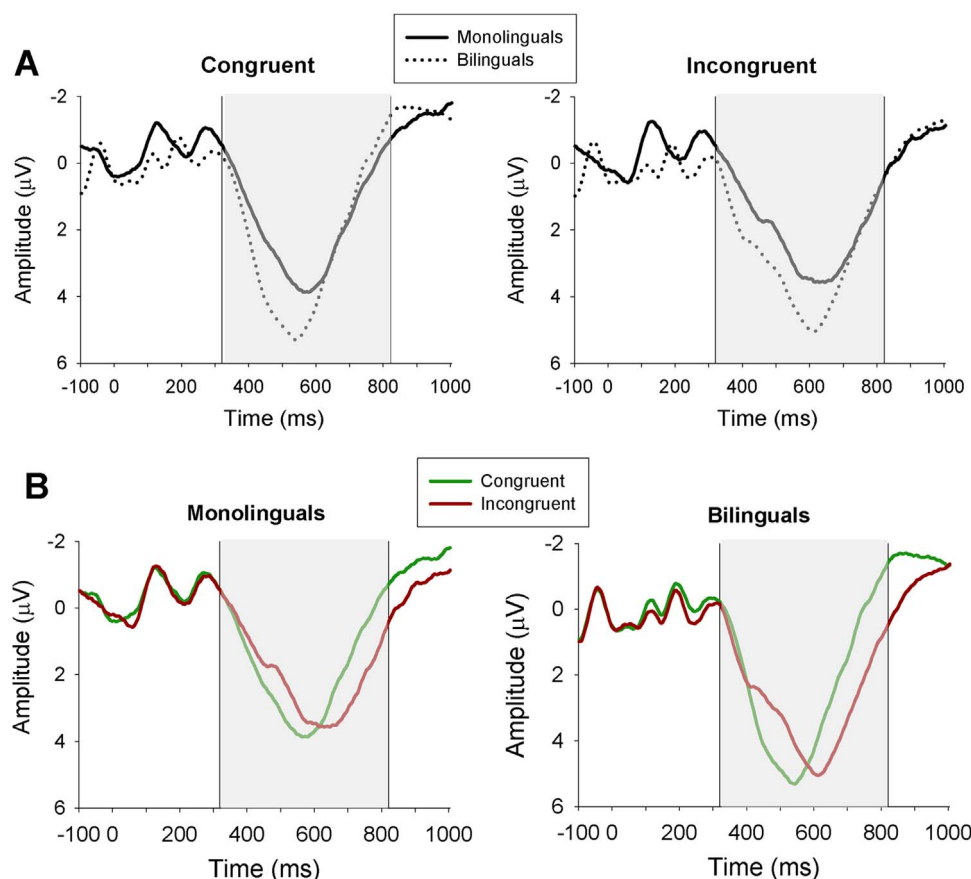 Monolinguals
Bilinguals
A
Congruent
Incongruent
-2
0
2
4
6
Amplitude (μV)
-100 0 200 400 600 800 1000
Time (ms)
-2
0
2
4
6
Amplitude (μV)
-100 0 200 400 600 800 1000
Time (ms)
Congruent
Incongruent
B
Monolinguals
Bilinguals
-2
0
2
4
6
Amplitude (μV)
-100 0 200 400 600 800 1000
Time (ms)
-2
0
2
4
6
Amplitude (μV)
-100 0 200 400 600 800 1000
Time (ms)